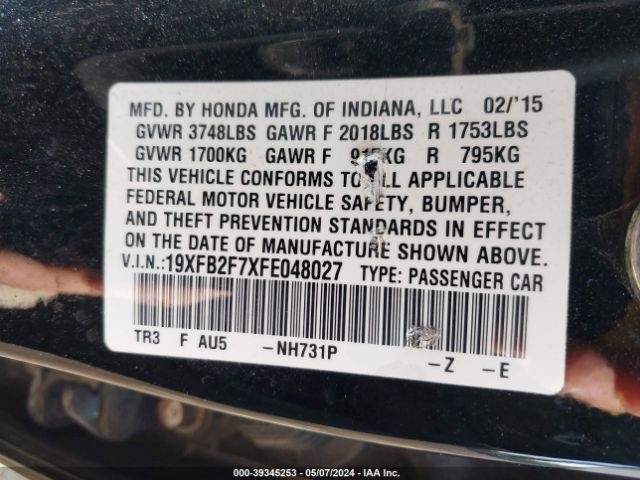 MFD. BY HONDA MFG. OF INDIANA, LLC 02/'15
GVWR 3748LBS GAWR F 2018LBS R 1753LBS
GVWR 1700KG GAWR F R 795KG
THIS VEHICLE CONFORMS TO ALL APPLICABLE
FEDERAL MOTOR VEHICLE SAFETY, BUMPER,
AND THEFT PREVENTION STANDARDS IN EFFECT
ON THE DATE OF MANUFACTURE SHOWN ABOVE.
V.I.N.:19XFB2F7XFE048027 TYPE: PASSENGER CAR
TR3 F AU5 -NH731P
-Z -E
000-39345253 - 05/07/2024 - IAA Inc.